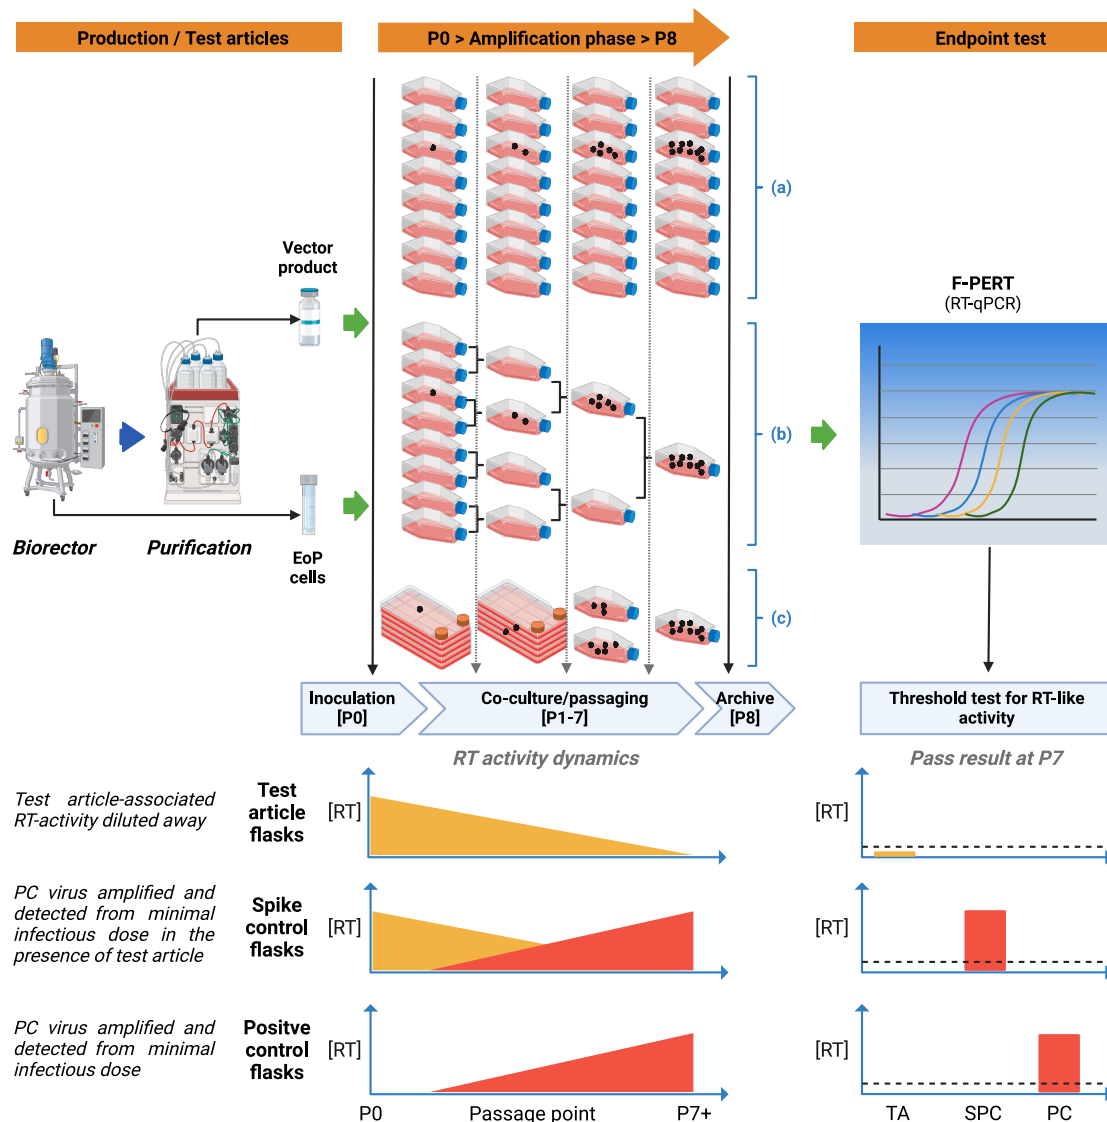 Production / Test articles
P0 > Amplification phase > P8
Endpoint test
(a)
Vector
product
F-PERT
(RT-qPCR)
(b)
Biorector
Purification
EoP
cells
(c)
Inoculation
[P0]
Co-culture/passaging
[P1-7]
Archive
[P8]
Threshold test for RT-like
activity
RT activity dynamics
Pass result at P7
Test article-associated
RT-activity diluted away
Test
article
flasks
[RT]
[RT]
PC virus amplified and
detected from minimal
infectious dose in the
presence of test article
Spike
control
flasks
[RT]
[RT]
PC virus amplified and
detected from minimal
infectious dose
Positve
control
flasks
[RT]
[RT]
P0
Passage point
P7+
TA
SPC
PC